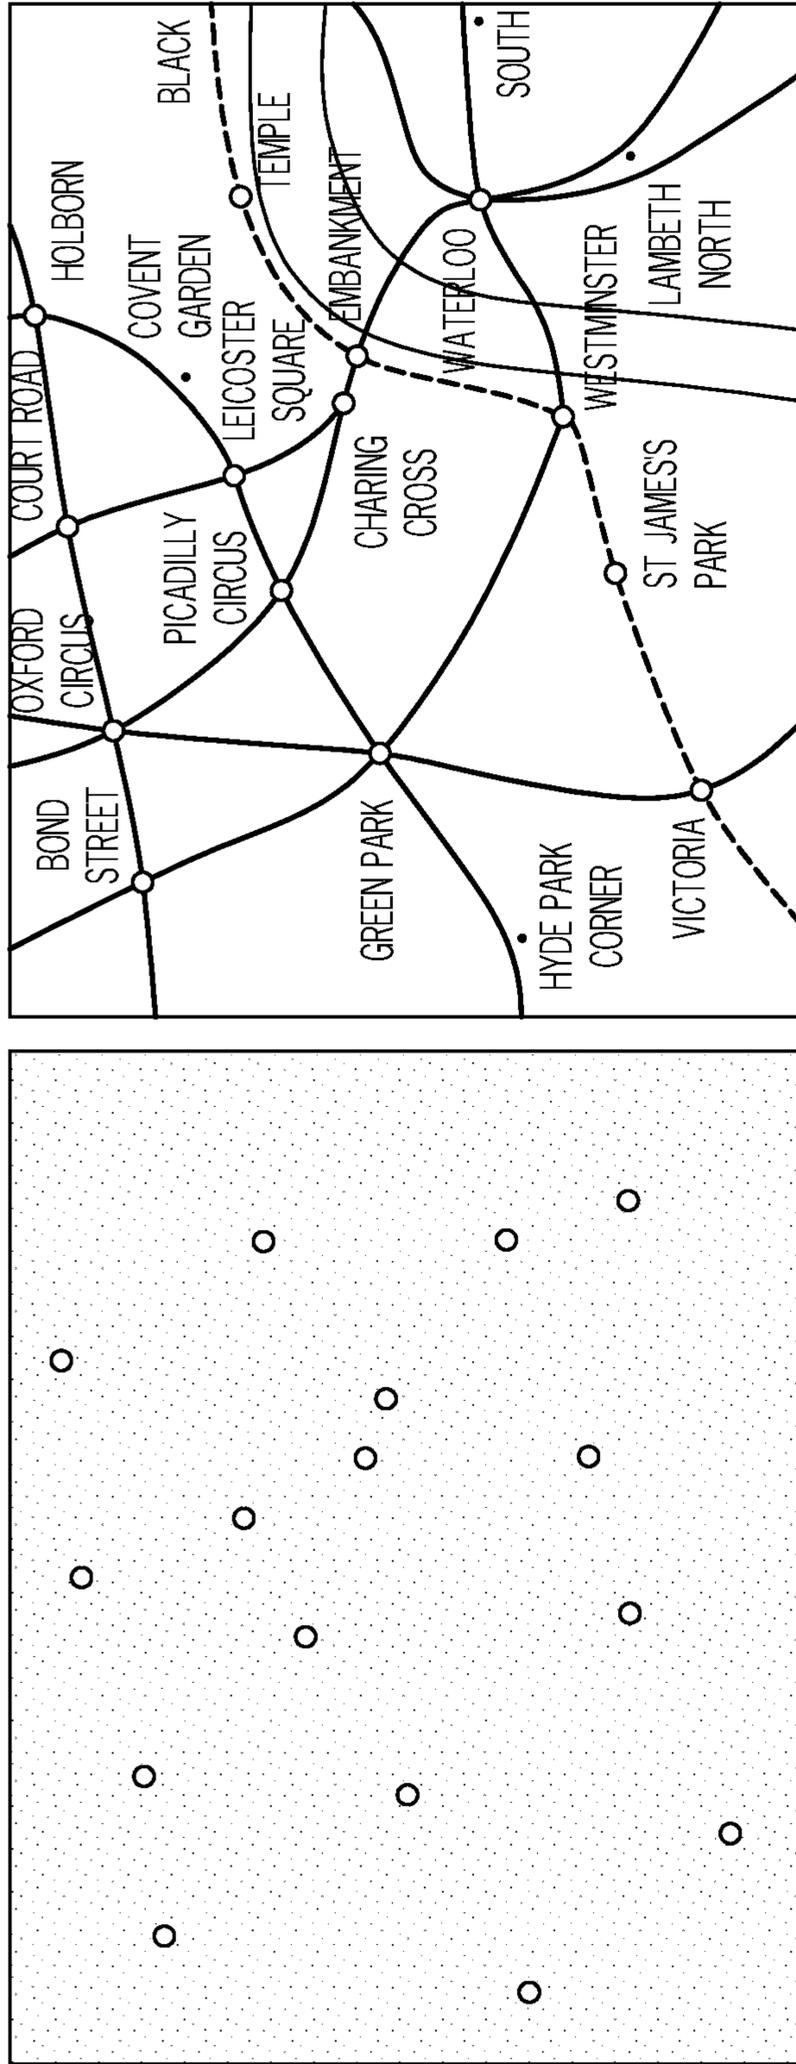 COURT ROAD
HOLBORN
BLACK
OXFORD
CIRCUS
COVENT
GARDEN
TEMPLE
BOND
STREET
PICADILLY
CIRCUS
LEICOSTER
SQUARE
EMBANKMENT
CHARING
CROSS
WATERLOO
SOUTH
GREEN PARK
WESTMINSTER
LAMBETH
NORTH
HYDE PARK
CORNER
ST JAMES'S
PARK
VICTORIA